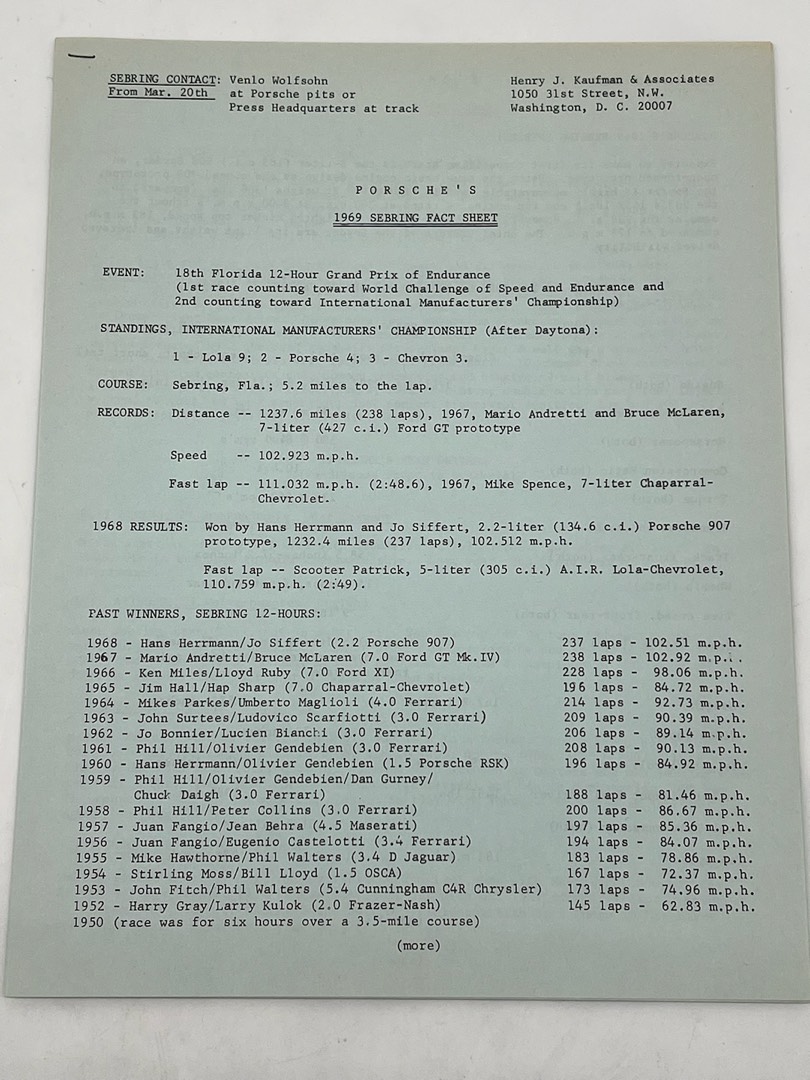 SEBRING CONTACT: Venlo Wolfsohn
From Mar. 20th at Porsche pits or
Press Headquarters at track
Henry J. Kaufman & Associates
1050 31st Street, N.W.
Washington, D. C. 20007
PORSCHE'S
1969 SEBRING FACT SHEET
EVENT: 18th Florida 12-Hour Grand Prix of Endurance
(1st race counting toward World Challenge of Speed and Endurance and
2nd counting toward International Manufacturers' Championship)
STANDINGS, INTERNATIONAL MANUFACTURERS' CHAMPIONSHIP (After Daytona):
1 - Lola 9; 2 - Porsche 4; 3 - Chevron 3.
COURSE: Sebring, Fla.; 5.2 miles to the lap.
RECORDS: Distance -- 1237.6 miles (238 laps), 1967, Mario Andretti and Bruce McLaren,
7-liter (427 c.i.) Ford GT prototype
Speed -- 102.923 m.p.h.
Fast lap -- 111.032 m.p.h. (2:48.6), 1967, Mike Spence, 7-liter Chaparral-
Chevrolet.
1968 RESULTS: Won by Hans Herrmann and Jo Siffert, 2.2-liter (134.6 c.i.) Porsche 907
prototype, 1232.4 miles (237 laps), 102.512 m.p.h.
Fast lap -- Scooter Patrick, 5-liter (305 c.i.) A.I.R. Lola-Chevrolet,
110.759 m.p.h. (2:49).
PAST WINNERS, SEBRING 12-HOURS:
1968 - Hans Herrmann/Jo Siffert (2.2 Porsche 907) 237 laps - 102.51 m.p.h.
1967 - Mario Andretti/Bruce McLaren (7.0 Ford GT Mk.IV) 238 laps - 102.92 m.p..
1966 - Ken Miles/Lloyd Ruby (7.0 Ford XI) 228 laps - 98.06 m.p.h.
1965 - Jim Hall/Hap Sharp (7.0 Chaparral-Chevrolet) 196 laps - 84.72 m.p.h.
1964 - Mikes Parkes/Umberto Maglioli (4.0 Ferrari) 214 laps - 92.73 m.p.h.
1963 - John Surtees/Ludovico Scarfiotti (3.0 Ferrari) 209 laps - 90.39 m.p.h.
1962 - Jo Bonnier/Lucien Bianchi (3.0 Ferrari) 206 laps - 89.14 m.p.h.
1961 - Phil Hill/Olivier Gendebien (3.0 Ferrari) 208 laps - 90.13 m.p.h.
1960 - Hans Herrmann/Olivier Gendebien (1.5 Porsche RSK) 196 laps - 84.92 m.p.h.
1959 - Phil Hill/Olivier Gendebien/Dan Gurney/
Chuck Daigh (3.0 Ferrari) 188 laps - 81.46 m.p.h.
1958 - Phil Hill/Peter Collins (3.0 Ferrari) 200 laps - 86.67 m.p.h.
1957 - Juan Fangio/Jean Behra (4.5 Maserati) 197 laps - 85.36 m.p.h.
1956 - Juan Fangio/Eugenio Castelotti (3.4 Ferrari) 194 laps - 84.07 m.p.h.
1955 - Mike Hawthorne/Phil Walters (3.4 D Jaguar) 183 laps - 78.86 m.p.h.
1954 - Stirling Moss/Bill Lloyd (1.5 OSCA) 167 laps - 72.37 m.p.h.
1953 - John Fitch/Phil Walters (5.4 Cunningham C4R Chrysler) 173 laps - 74.96 m.p.h.
1952 - Harry Gray/Larry Kulok (2.0 Frazer-Nash) 145 laps - 62.83 m.p.h.
1950 (race was for six hours over a 3.5-mile course)
(more)